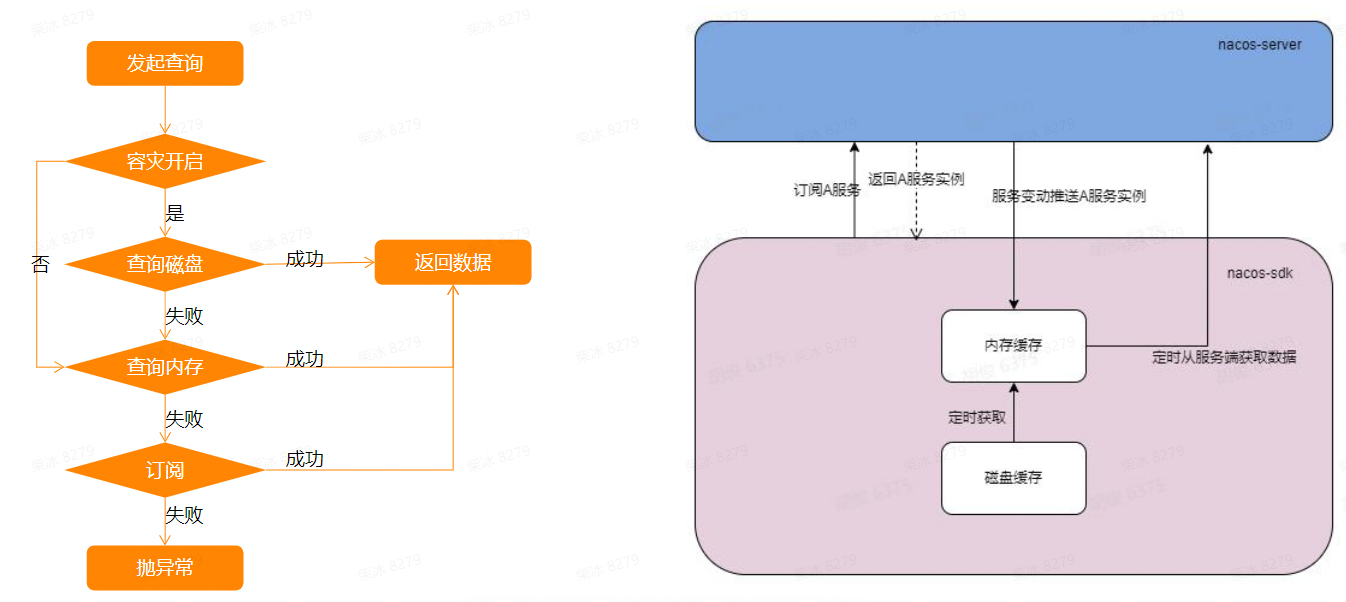 发起查询
容灾开启
是
否
查询磁盘
成功
返回数据
失败
查询内存
成功
失败
订阅
成功
失败
抛异常
nacos-server
订阅A服务
返回A服务实例
服务变动推送A服务实例
nacos-sdk
内存缓存
定时从服务端获取数据
定时获取
磁盘缓存